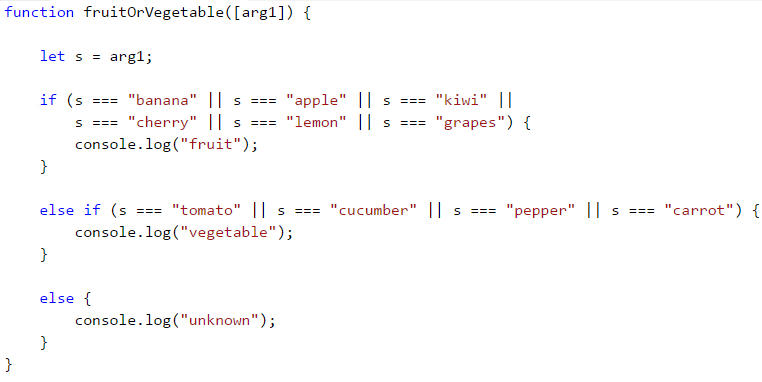 function fruitOrVegetable([arg1]) {
let s = arg1;
if (s === "banana" || s === "apple" || s === "kiwi" ||
s === "cherry" || s === "lemon" || s === "grapes") {
console.log("fruit");
}
else if (s === "tomato" || s === "cucumber" || s === "pepper" || s === "carrot") {
console.log("vegetable");
}
else {
console.log("unknown");
}
}